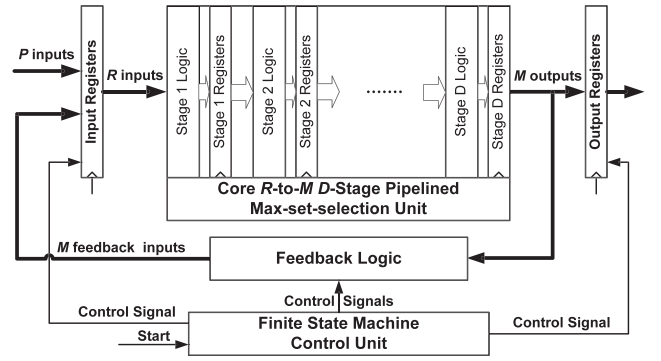 P inputs
Input Registers
R inputs
Stage 1 Logic
Stage 1 Registers
Stage 2 Logic
Stage 2 Registers
.......
Stage D Logic
Stage D Registers
M outputs
Output Registers
Core R-to-M D-Stage Pipelined
Max-set-selection Unit
M feedback inputs
Feedback Logic
Control Signals
Control Signal
Start
Finite State Machine
Control Unit
Control Signal